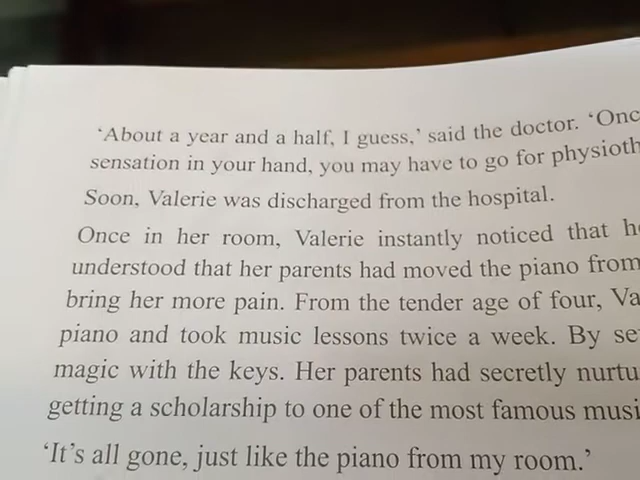 ‘About a year and a half, I guess,’ said the doctor. ‘Onc
sensation in your hand, you may have to go for physioth
Soon, Valerie was discharged from the hospital.
Once in her room, Valerie instantly noticed that
understood that her parents had moved the piano from
bring her more pain. From the tender age of four, Va
piano and took music lessons twice a week. By se
magic with the keys. Her parents had secretly nurtu
getting a scholarship to one of the most famous musi
‘It’s all gone, just like the piano from my room.’